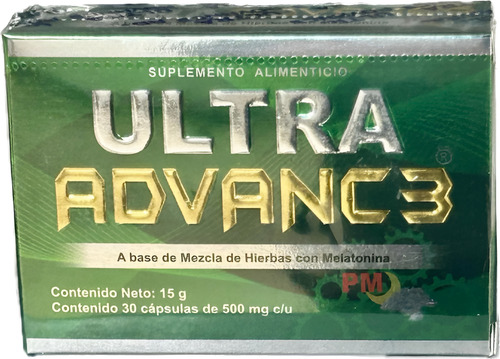 SUPLEMENTO ALIMENTICIO
ULTRA
ADVANC3
®
A base de Mezcla de Hierbas con Melatonina
PM
Contenido Neto: 15 g
Contenido 30 cápsulas de 500 mg c/u